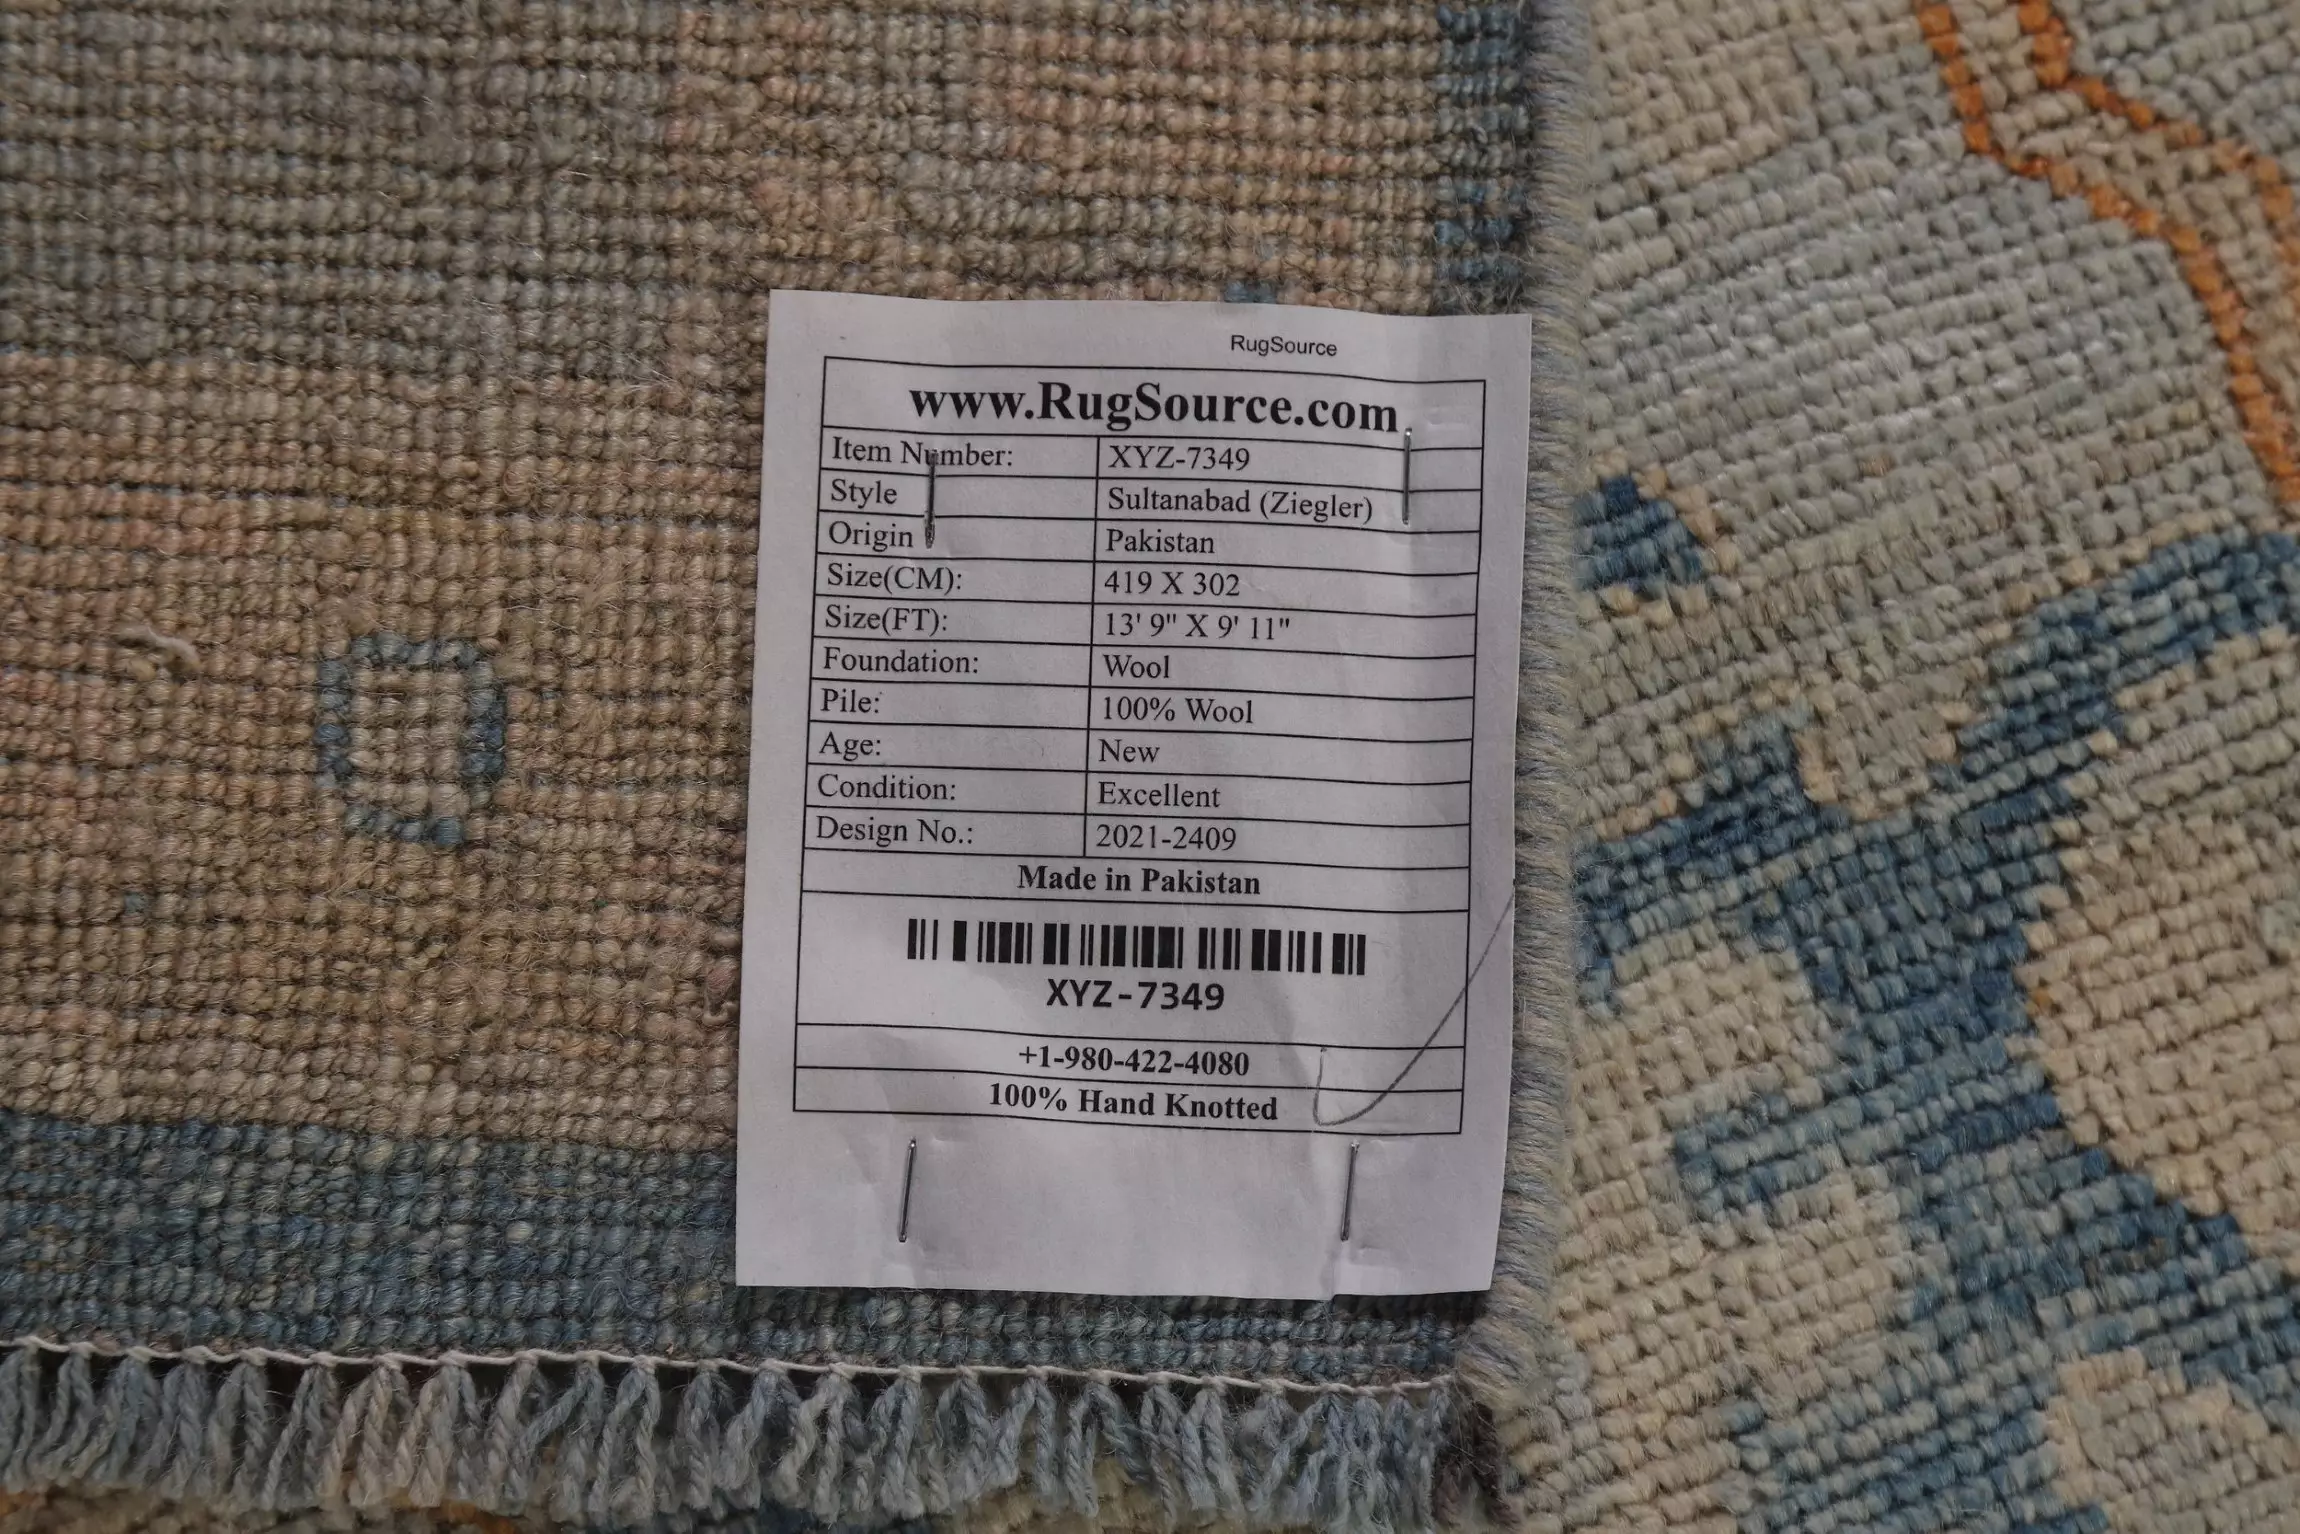 RugSource
www.RugSource.com
Item Number: XYZ-7349
Style Sultanabad (Ziegler)
Origin Pakistan
Size(CM): 419 X 302
Size(FT): 13' 9" X 9' 11"
Foundation: Wool
Pile: 100% Wool
Age: New
Condition: Excellent
Design No.: 2021-2409
Made in Pakistan
XYZ-7349
+1-980-422-4080
100% Hand Knotted